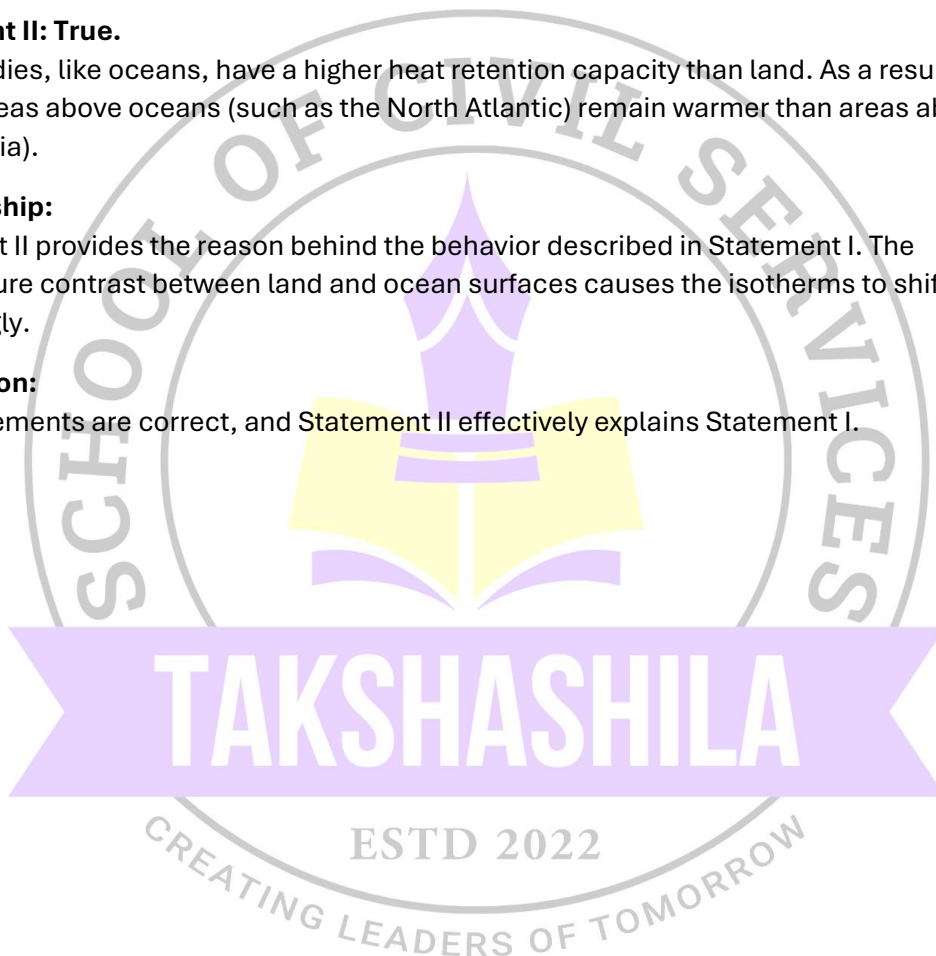 nt II: True.
dies, like oceans, have a higher heat retention capacity than land. As a resu
eas above oceans (such as the North Atlantic) remain warmer than areas ab
ia).
ship:
t II provides the reason behind the behavior described in Statement I. The
ure contrast between land and ocean surfaces causes the isotherms to shif
gly.
on:
ements are correct, and Statement II effectively explains Statement I.
SCHOOL OF CIVIL SERVICES
TAKSHASHILA
ESTD 2022
CREATING LEADERS OF TOMORROW